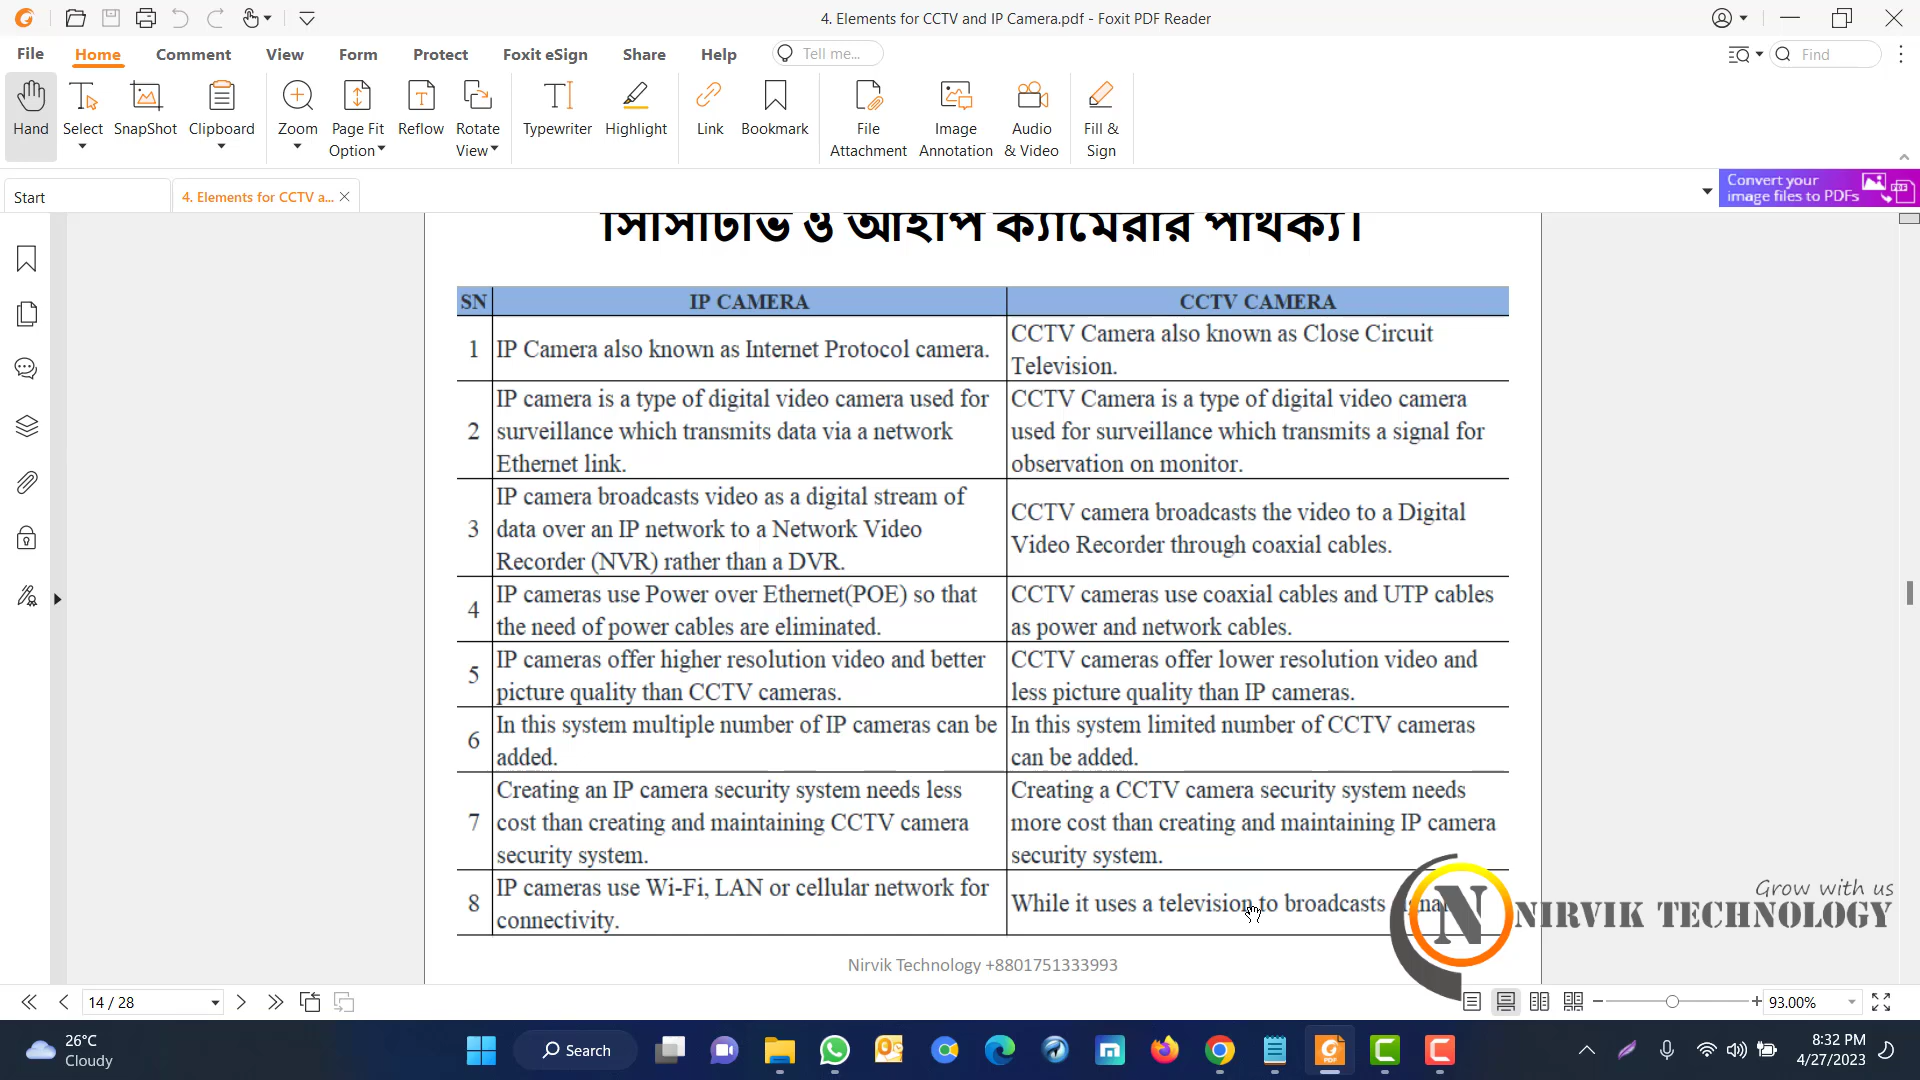 4. Elements for CCTV and IP Camera.pdf - Foxit PDF Reader
File Home Comment View Form Protect Foxit eSign Share Help Tell me... Find
Hand Select SnapShot Clipboard Zoom Page Fit Option Reflow Rotate View Typewriter Highlight Link Bookmark File Attachment Image Annotation Audio & Video Fill & Sign
Start 4. Elements for CCTV a...
Convert your
image files to PDFs
সিসিটিভি ও আইপি ক্যামেরার পার্থক্য।
SN IP CAMERA CCTV CAMERA
1 IP Camera also known as Internet Protocol camera.
CCTV Camera also known as Close Circuit
Television.
2 IP camera is a type of digital video camera used for
surveillance which transmits data via a network
Ethernet link.
CCTV Camera is a type of digital video camera
used for surveillance which transmits a signal for
observation on monitor.
3 IP camera broadcasts video as a digital stream of
data over an IP network to a Network Video
Recorder (NVR) rather than a DVR.
CCTV camera broadcasts the video to a Digital
Video Recorder through coaxial cables.
4 IP cameras use Power over Ethernet(POE) so that
the need of power cables are eliminated.
CCTV cameras use coaxial cables and UTP cables
as power and network cables.
5 IP cameras offer higher resolution video and better
picture quality than CCTV cameras.
CCTV cameras offer lower resolution video and
less picture quality than IP cameras.
6 In this system multiple number of IP cameras can be
added.
In this system limited number of CCTV cameras
can be added.
7 Creating an IP camera security system needs less
cost than creating and maintaining CCTV camera
security system.
Creating a CCTV camera security system needs
more cost than creating and maintaining IP camera
security system.
8 IP cameras use Wi-Fi, LAN or cellular network for
connectivity.
While it uses a television to broadcasts
Grow with us
N NIRVIK TECHNOLOGY
Nirvik Technology +8801751333993
14 / 28 93.00%
26°C
Cloudy
Search
8:32 PM
4/27/2023